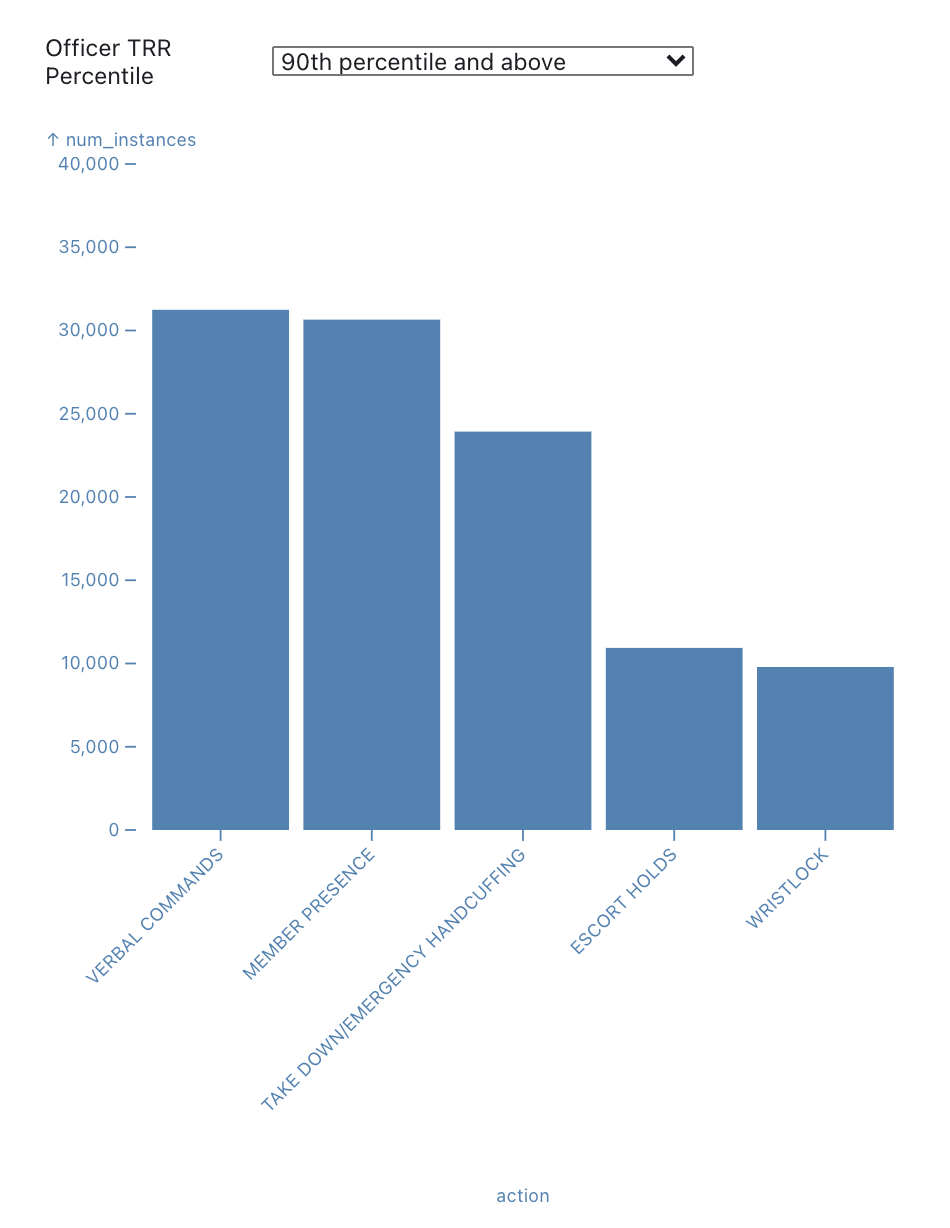 Officer TRR
Percentile
90th percentile and above
↑ num_instances
40,000
35,000
30,000
25,000
20,000
15,000
10,000
5,000
0
VERBAL COMMANDS
MEMBER PRESENCE
TAKE DOWN/EMERGENCY HANDCUFFING
ESCORT HOLDS
WRISTLOCK
action